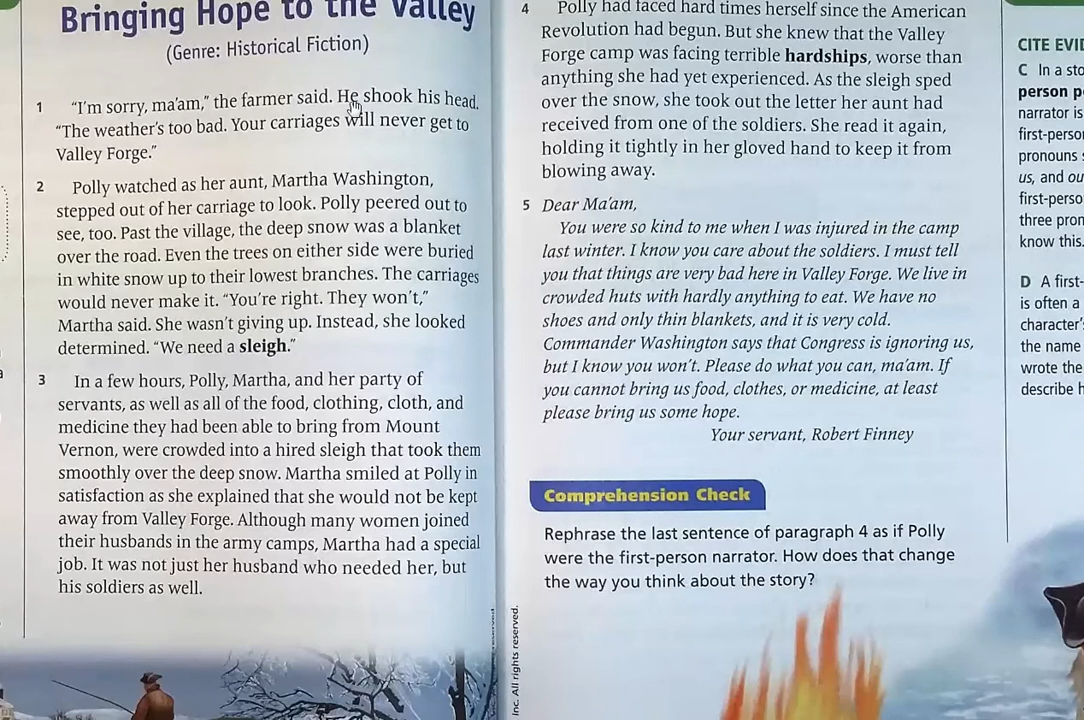 Bringing Hope to the Valley
(Genre: Historical Fiction)
1 "I'm sorry, ma'am," the farmer said. He shook his head.
"The weather's too bad. Your carriages will never get to
Valley Forge."
2 Polly watched as her aunt, Martha Washington,
stepped out of her carriage to look. Polly peered out to
see, too. Past the village, the deep snow was a blanket
over the road. Even the trees on either side were buried
in white snow up to their lowest branches. The carriages
would never make it. "You're right. They won't,"
Martha said. She wasn't giving up. Instead, she looked
determined. "We need a sleigh."
3 In a few hours, Polly, Martha, and her party of
servants, as well as all of the food, clothing, cloth, and
medicine they had been able to bring from Mount
Vernon, were crowded into a hired sleigh that took them
smoothly over the deep snow. Martha smiled at Polly in
satisfaction as she explained that she would not be kept
away from Valley Forge. Although many women joined
their husbands in the army camps, Martha had a special
job. It was not just her husband who needed her, but
his soldiers as well.
4 Polly had faced hard times herself since the American
Revolution had begun. But she knew that the Valley
Forge camp was facing terrible hardships, worse than
anything she had yet experienced. As the sleigh sped
over the snow, she took out the letter her aunt had
received from one of the soldiers. She read it again,
holding it tightly in her gloved hand to keep it from
blowing away.
5 Dear Ma'am,
You were so kind to me when I was injured in the camp
last winter. I know you care about the soldiers. I must tell
you that things are very bad here in Valley Forge. We live in
crowded huts with hardly anything to eat. We have no
shoes and only thin blankets, and it is very cold.
Commander Washington says that Congress is ignoring us,
but I know you won't. Please do what you can, ma'am. If
you cannot bring us food, clothes, or medicine, at least
please bring us some hope.
Your servant, Robert Finney
Comprehension Check
Rephrase the last sentence of paragraph 4 as if Polly
were the first-person narrator. How does that change
the way you think about the story?
Inc. All rights reserved.
reserved
CITE EVI
C In a sto
person p
narrator is
first-perso
pronouns
us, and ou
first-perso
three pron
know this.
D A first-
is often a
character'
the name
wrote the
describe h